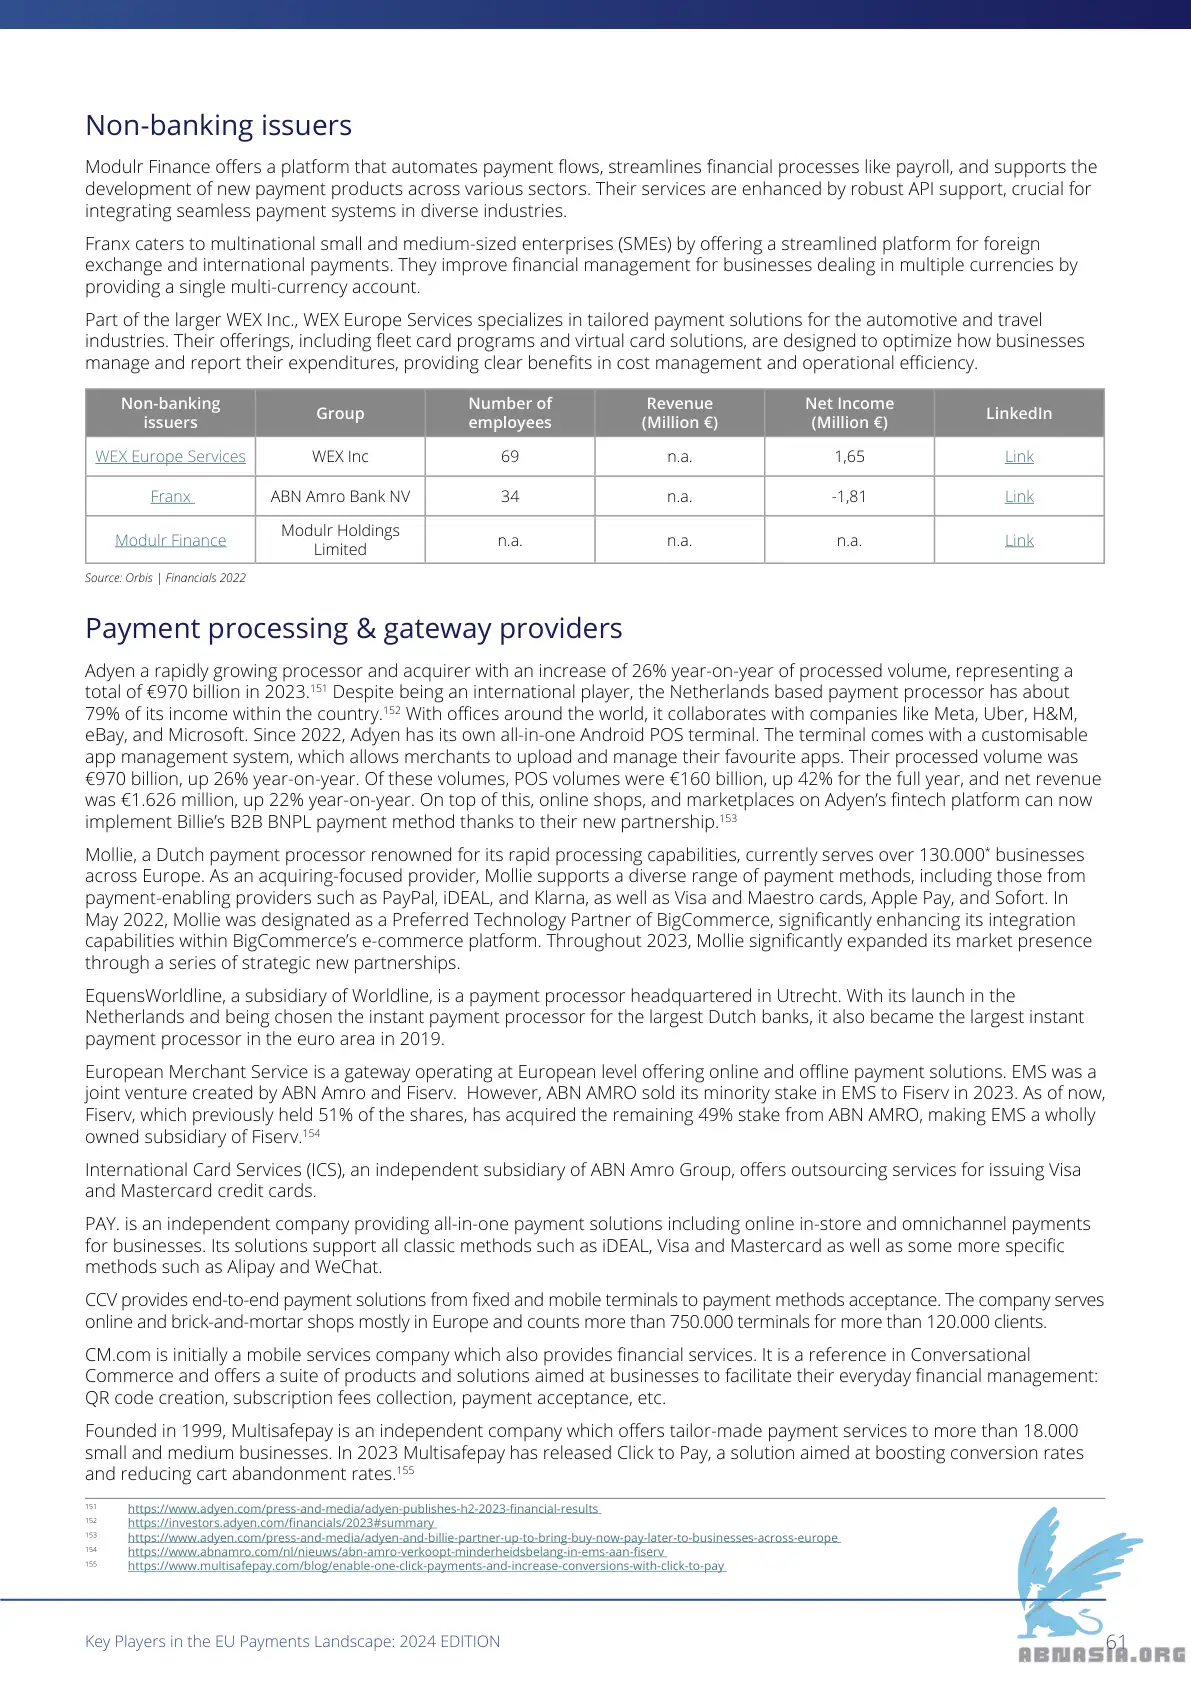 Non-banking issuers
Modulr Finance offers a platform that automates payment flows, streamlines financial processes like payroll, and supports the
development of new payment products across various sectors. Their services are enhanced by robust API support, crucial for
integrating seamless payment systems in diverse industries.
Franx caters to multinational small and medium-sized enterprises (SMEs) by offering a streamlined platform for foreign
exchange and international payments. They improve financial management for businesses dealing in multiple currencies by
providing a single multi-currency account.
Part of the larger WEX Inc., WEX Europe Services specializes in tailored payment solutions for the automotive and travel
industries. Their offerings, including fleet card programs and virtual card solutions, are designed to optimize how businesses
manage and report their expenditures, providing clear benefits in cost management and operational efficiency.
Non-banking issuers Group Number of employees Revenue (Million €) Net Income (Million €) LinkedIn
WEX Europe Services WEX Inc 69 n.a. 1,65 Link
Franx ABN Amro Bank NV 34 n.a. -1,81 Link
Modulr Finance Modulr Holdings Limited n.a. n.a. n.a. Link
Source: Orbis | Financials 2022
Payment processing & gateway providers
Adyen a rapidly growing processor and acquirer with an increase of 26% year-on-year of processed volume, representing a
total of €970 billion in 2023.151 Despite being an international player, the Netherlands based payment processor has about
79% of its income within the country.152 With offices around the world, it collaborates with companies like Meta, Uber, H&M,
eBay, and Microsoft. Since 2022, Adyen has its own all-in-one Android POS terminal. The terminal comes with a customisable
app management system, which allows merchants to upload and manage their favourite apps. Their processed volume was
€970 billion, up 26% year-on-year. Of these volumes, POS volumes were €160 billion, up 42% for the full year, and net revenue
was €1.626 million, up 22% year-on-year. On top of this, online shops, and marketplaces on Adyen's fintech platform can now
implement Billie's B2B BNPL payment method thanks to their new partnership.153
Mollie, a Dutch payment processor renowned for its rapid processing capabilities, currently serves over 130.000* businesses
across Europe. As an acquiring-focused provider, Mollie supports a diverse range of payment methods, including those from
payment-enabling providers such as PayPal, iDEAL, and Klarna, as well as Visa and Maestro cards, Apple Pay, and Sofort. In
May 2022, Mollie was designated as a Preferred Technology Partner of BigCommerce, significantly enhancing its integration
capabilities within BigCommerce's e-commerce platform. Throughout 2023, Mollie significantly expanded its market presence
through a series of strategic new partnerships.
EquensWorldline, a subsidiary of Worldline, is a payment processor headquartered in Utrecht. With its launch in the
Netherlands and being chosen the instant payment processor for the largest Dutch banks, it also became the largest instant
payment processor in the euro area in 2019.
European Merchant Service is a gateway operating at European level offering online and offline payment solutions. EMS was a
joint venture created by ABN Amro and Fiserv.  However, ABN AMRO sold its minority stake in EMS to Fiserv in 2023. As of now,
Fiserv, which previously held 51% of the shares, has acquired the remaining 49% stake from ABN AMRO, making EMS a wholly
owned subsidiary of Fiserv.154
International Card Services (ICS), an independent subsidiary of ABN Amro Group, offers outsourcing services for issuing Visa
and Mastercard credit cards.
PAY. is an independent company providing all-in-one payment solutions including online in-store and omnichannel payments
for businesses. Its solutions support all classic methods such as iDEAL, Visa and Mastercard as well as some more specific
methods such as Alipay and WeChat.
CCV provides end-to-end payment solutions from fixed and mobile terminals to payment methods acceptance. The company serves
online and brick-and-mortar shops mostly in Europe and counts more than 750.000 terminals for more than 120.000 clients.
CM.com is initially a mobile services company which also provides financial services. It is a reference in Conversational
Commerce and offers a suite of products and solutions aimed at businesses to facilitate their everyday financial management:
QR code creation, subscription fees collection, payment acceptance, etc.
Founded in 1999, Multisafepay is an independent company which offers tailor-made payment services to more than 18.000
small and medium businesses. In 2023 Multisafepay has released Click to Pay, a solution aimed at boosting conversion rates
and reducing cart abandonment rates.155
151 https://www.adyen.com/press-and-media/adyen-publishes-h2-2023-financial-results
152 https://investors.adyen.com/financials/2023#summary
153 https://www.adyen.com/press-and-media/adyen-and-billie-partner-up-to-bring-buy-now-pay-later-to-businesses-across-europe
154 https://www.abnamro.com/nl/nieuws/abn-amro-verkoopt-minderheidsbelang-in-ems-aan-fiserv
155 https://www.multisafepay.com/blog/enable-one-click-payments-and-increase-conversions-with-click-to-pay
Key Players in the EU Payments Landscape: 2024 EDITION
61
ABNASIA.ORG